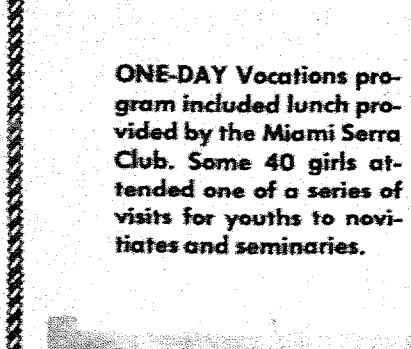 ONE-DAY Vocations pro-
gram included lunch pro-
vided by the Miami Serra
Club. Some 40 girls at-
tended one of a series of
visits for youths to novi-
tiates and seminaries.